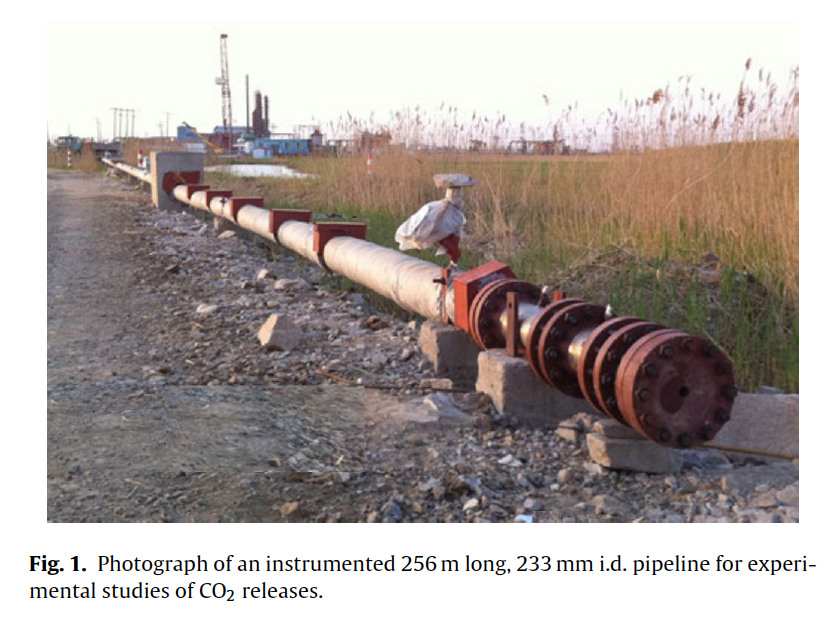 Fig. 1. Photograph of an instrumented 256 m long, 233 mm i.d. pipeline for experi-
mental studies of CO₂ releases.